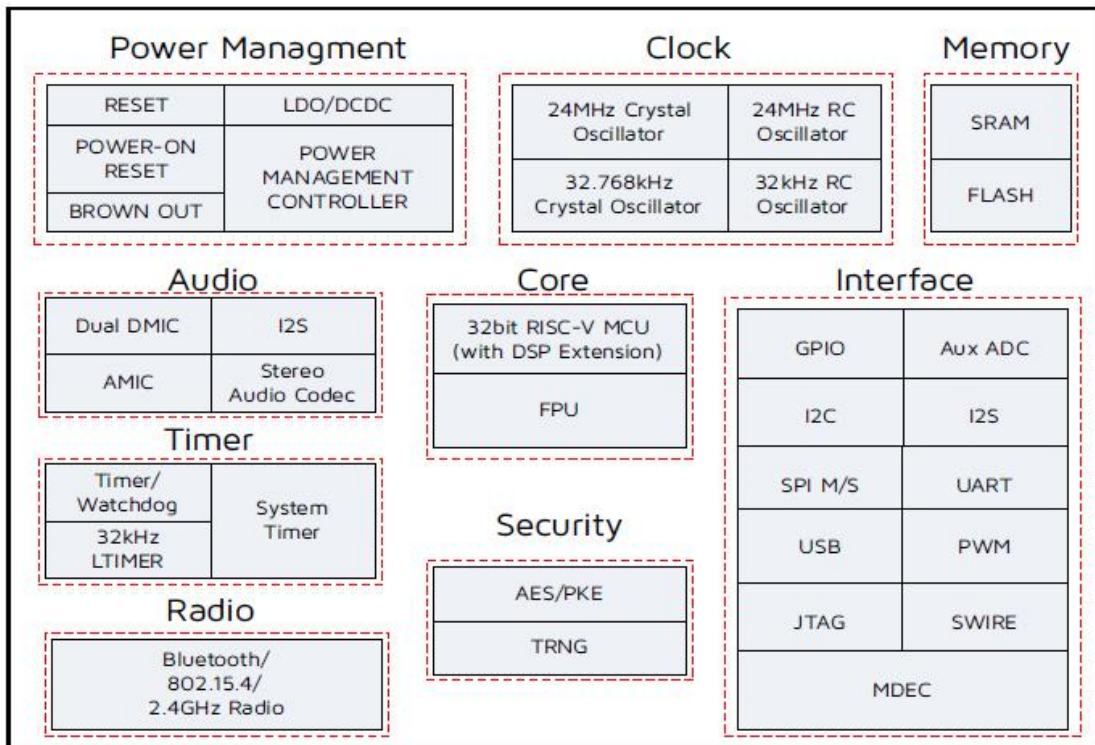 Power Managment
RESET
LDO/DCDC
POWER-ON
RESET
POWER
MANAGEMENT
CONTROLLER
BROWN OUT
Clock
24MHz Crystal
Oscillator
24MHz RC
Oscillator
32.768kHz
Crystal Oscillator
32kHz RC
Oscillator
Memory
SRAM
FLASH
Audio
Dual DMIC
I2S
AMIC
Stereo
Audio Codec
Core
32bit RISC-V MCU
(with DSP Extension)
FPU
Interface
GPIO
Aux ADC
I2C
I2S
SPI M/S
UART
USB
PWM
JTAG
SWIRE
MDEC
Timer
Timer/
Watchdog
System
Timer
32kHz
LTIMER
Security
AES/PKE
TRNG
Radio
Bluetooth/
802.15.4/
2.4GHz Radio